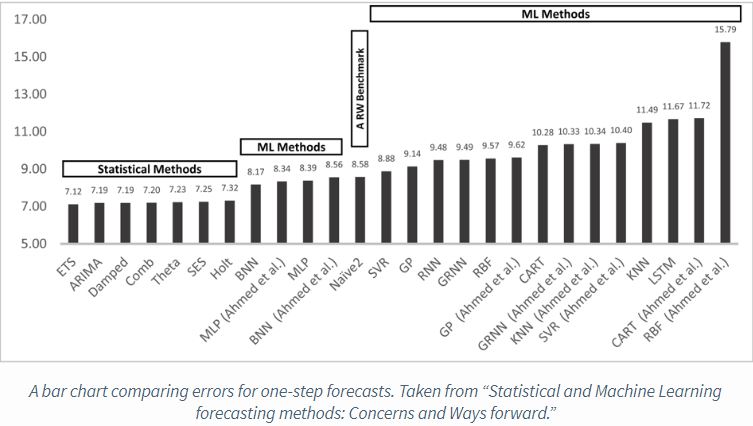 17.00
15.00
13.00
11.00
9.00
7.00
5.00
ML Methods
A RW Benchmark
ML Methods
Statistical Methods
7.12 7.19 7.19 7.20 7.23 7.25 7.32 8.17 8.34 8.39 8.56 8.58 8.88 9.14 9.48 9.49 9.57 9.62 10.28 10.33 10.34 10.40 11.49 11.67 11.72 15.79
ETS
ARIMA
Damped
Comb
Theta
SES
Holt
BNN
MLP (Ahmed et al.)
MLP
BNN (Ahmed et al.)
Naïve2
SVR
GP
RNN
GRNN
RBF
GP (Ahmed et al.)
CART
GRNN (Ahmed et al.)
KNN (Ahmed et al.)
SVR (Ahmed et al.)
KNN
LSTM
CART (Ahmed et al.)
RBF (Ahmed et al.)
A bar chart comparing errors for one-step forecasts. Taken from “Statistical and Machine Learning
forecasting methods: Concerns and Ways forward.”